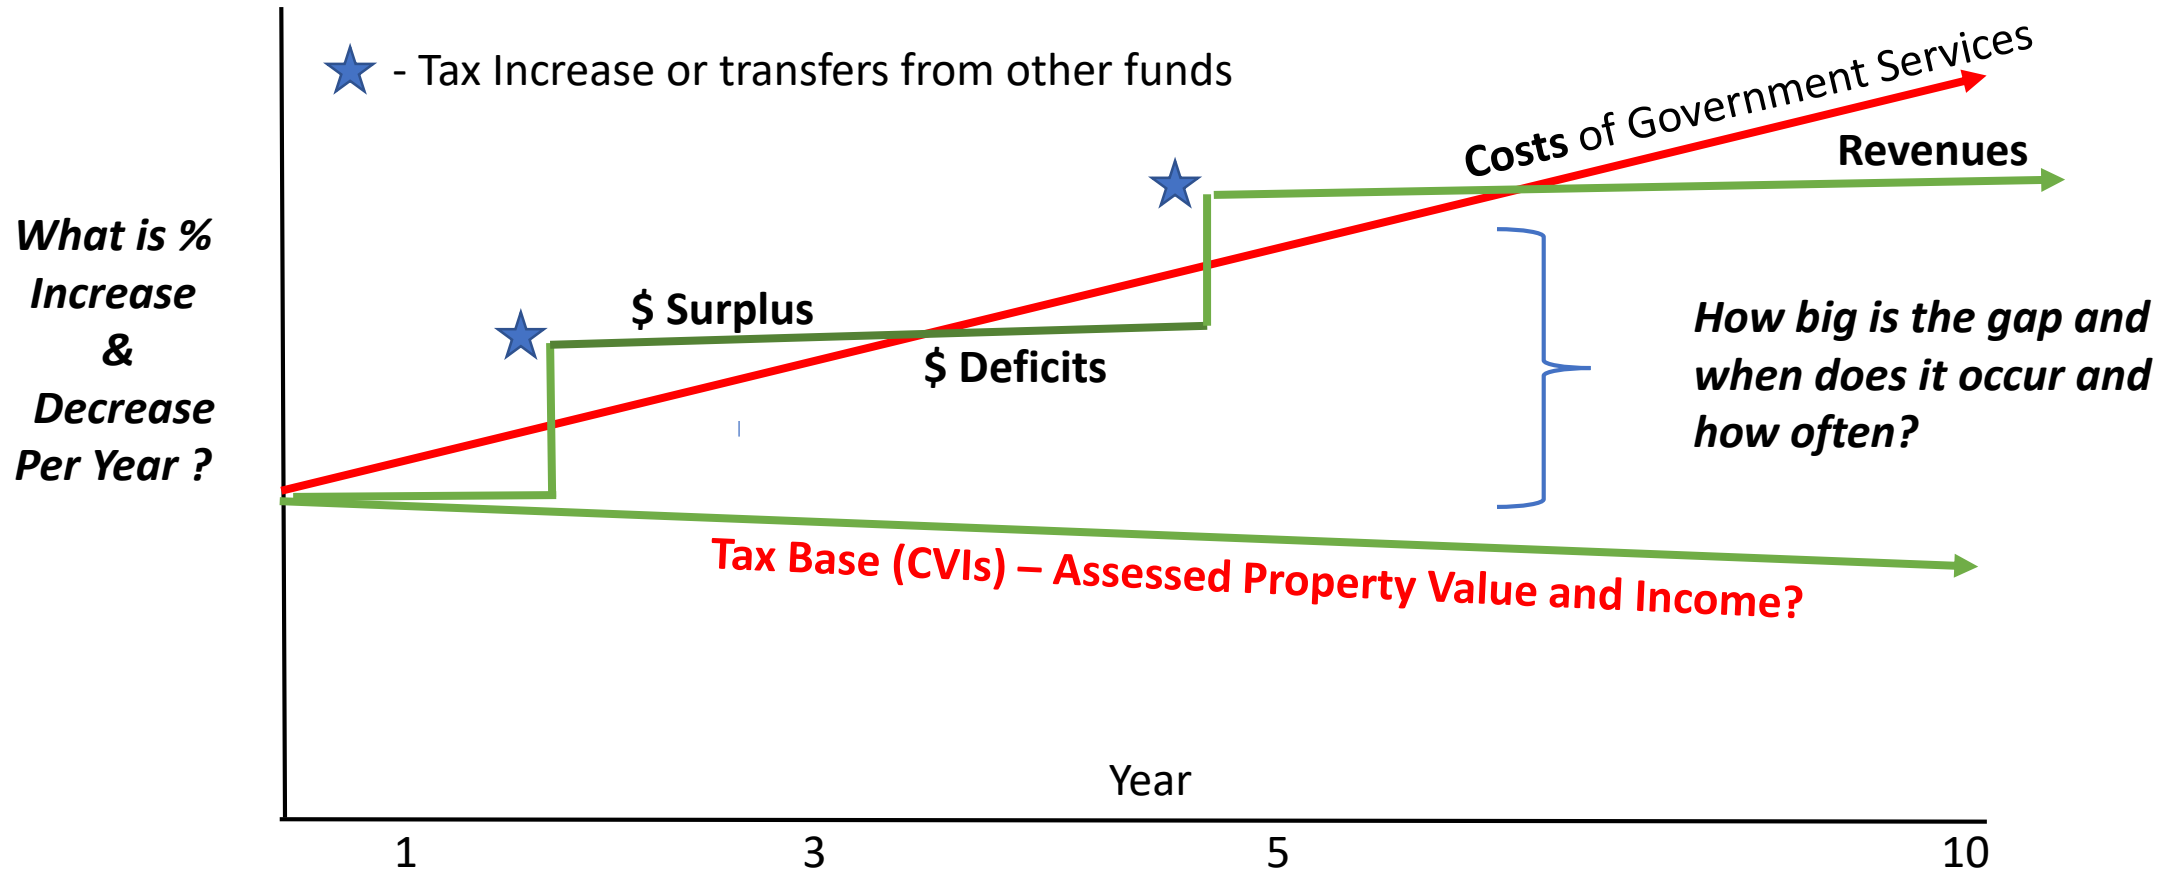 - Tax Increase or transfers from other funds
Costs of Government Services
Revenues
What is %
Increase
&
Decrease
Per Year ?
$ Surplus
$ Deficits
How big is the gap and
when does it occur and
how often?
Tax Base (CVIs) – Assessed Property Value and Income?
Year
1 3 5 10